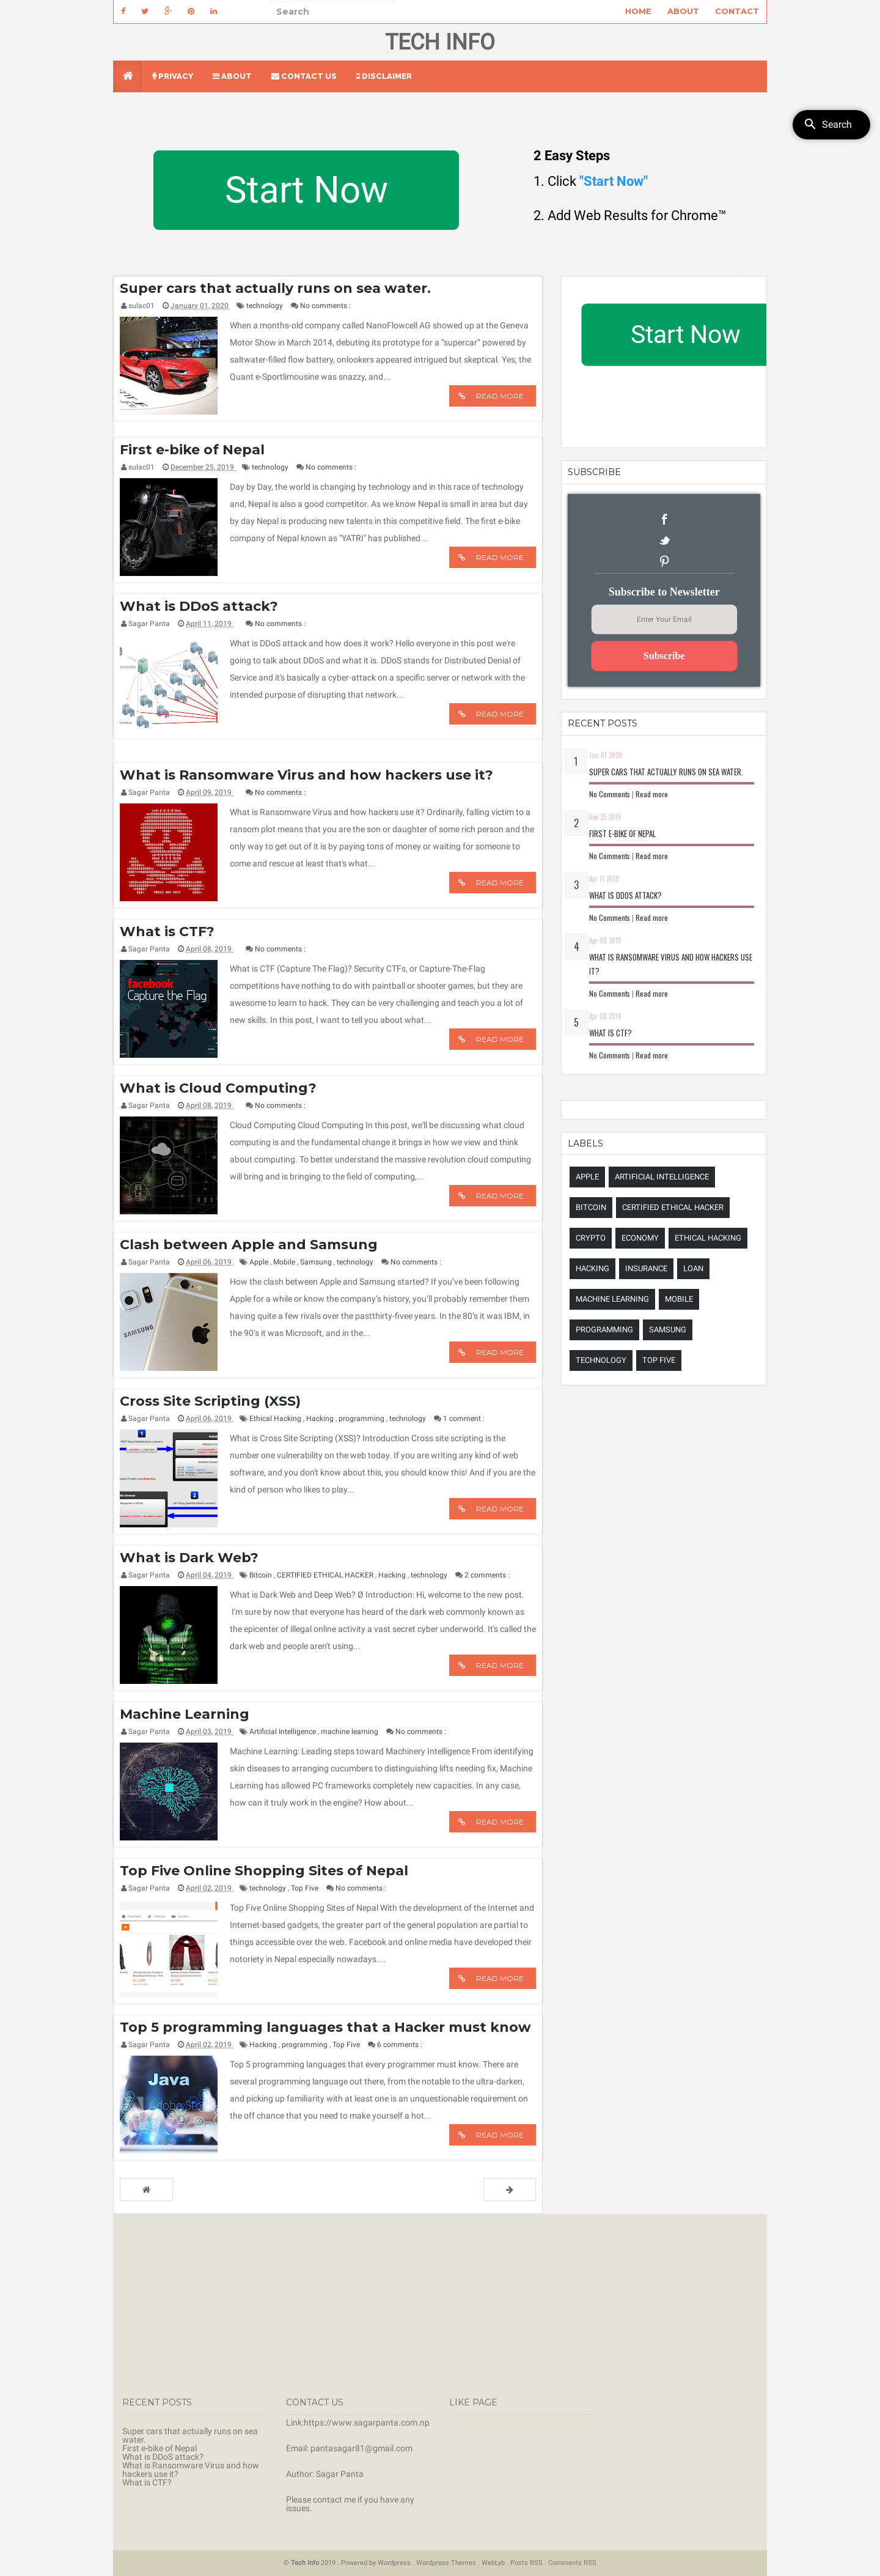 Search
HOME ABOUT CONTACT
TECH INFO
PRIVACY ABOUT CONTACT US DISCLAIMER
Search
Start Now
2 Easy Steps
1. Click "Start Now"
2. Add Web Results for Chrome™
Super cars that actually runs on sea water.
sulac01 January 01, 2020 technology No comments :
When a months-old company called NanoFlowcell AG showed up at the Geneva
Motor Show in March 2014, debuting its prototype for a “supercar” powered by
saltwater-filled flow battery, onlookers appeared intrigued but skeptical. Yes, the
Quant e-Sportlimousine was snazzy, and...
READ MORE
First e-bike of Nepal
sulac01 December 25, 2019 technology No comments :
Day by Day, the world is changing by technology and in this race of technology
and, Nepal is also a good competitor. As we know Nepal is small in area but day
by day Nepal is producing new talents in this competitive field. The first e-bike
company of Nepal known as "YATRI" has published...
READ MORE
What is DDoS attack?
Sagar Panta April 11, 2019 No comments :
What is DDoS attack and how does it work? Hello everyone in this post we're
going to talk about DDoS and what it is. DDoS stands for Distributed Denial of
Service and it's basically a cyber-attack on a specific server or network with the
intended purpose of disrupting that network...
READ MORE
What is Ransomware Virus and how hackers use it?
Sagar Panta April 09, 2019 No comments :
What is Ransomware Virus and how hackers use it? Ordinarily, falling victim to a
ransom plot means that you are the son or daughter of some rich person and the
only way to get out of it is by paying tons of money or waiting for someone to
come and rescue at least that's what...
READ MORE
What is CTF?
Sagar Panta April 08, 2019 No comments :
facebook
Capture the Flag
What is CTF (Capture The Flag)? Security CTFs, or Capture-The-Flag
competitions have nothing to do with paintball or shooter games, but they are
awesome to learn to hack. They can be very challenging and teach you a lot of
new skills. In this post, I want to tell you about what...
READ MORE
What is Cloud Computing?
Sagar Panta April 08, 2019 No comments :
Cloud Computing Cloud Computing In this post, we'll be discussing what cloud
computing is and the fundamental change it brings in how we view and think
about computing. To better understand the massive revolution cloud computing
will bring and is bringing to the field of computing,...
READ MORE
Clash between Apple and Samsung
Sagar Panta April 06, 2019 Apple , Mobile , Samsung , technology No comments :
SAMSUNG
How the clash between Apple and Samsung started? If you've been following
Apple for a while or know the company's history, you'll probably remember them
having quite a few rivals over the pastthirty-fivee years. In the 80's it was IBM, in
the 90's it was Microsoft, and in the...
READ MORE
Cross Site Scripting (XSS)
Sagar Panta April 06, 2019 Ethical Hacking , Hacking , programming , technology 1 comment :
1
2
What is Cross Site Scripting (XSS)? Introduction Cross site scripting is the
number one vulnerability on the web today. If you are writing any kind of web
software, and you don't know about this, you should know this! And if you are the
kind of person who likes to play...
READ MORE
What is Dark Web?
Sagar Panta April 04, 2019 Bitcoin , CERTIFIED ETHICAL HACKER , Hacking , technology 2 comments :
What is Dark Web and Deep Web? Ø Introduction: Hi, welcome to the new post.
I'm sure by now that everyone has heard of the dark web commonly known as
the epicenter of illegal online activity a vast secret cyber underworld. It's called the
dark web and people aren't using...
READ MORE
Machine Learning
Sagar Panta April 03, 2019 Artificial Intelligence , machine learning No comments :
Machine Learning: Leading steps toward Machinery Intelligence From identifying
skin diseases to arranging cucumbers to distinguishing lifts needing fix, Machine
Learning has allowed PC frameworks completely new capacities. In any case,
how can it truly work in the engine? How about...
READ MORE
Top Five Online Shopping Sites of Nepal
Sagar Panta April 02, 2019 technology , Top Five No comments :
Top Five Online Shopping Sites of Nepal With the development of the Internet and
Internet-based gadgets, the greater part of the general population are partial to
things accessible over the web. Facebook and online media have developed their
notoriety in Nepal especially nowadays....
READ MORE
Top 5 programming languages that a Hacker must know
Sagar Panta April 02, 2019 Hacking , programming , Top Five 6 comments :
Java
Top 5 programming languages that every programmer must know. There are
several programming language out there, from the notable to the ultra-darken,
and picking up familiarity with at least one is an unquestionable requirement on
the off chance that you need to make yourself a hot...
READ MORE
Start Now
SUBSCRIBE
Subscribe to Newsletter
Enter Your Email
Subscribe
RECENT POSTS
1
Jan 01 2020
SUPER CARS THAT ACTUALLY RUNS ON SEA WATER.
No Comments | Read more
2
Dec 25 2019
FIRST E-BIKE OF NEPAL
No Comments | Read more
3
Apr 11 2019
WHAT IS DDOS ATTACK?
No Comments | Read more
4
Apr 09 2019
WHAT IS RANSOMWARE VIRUS AND HOW HACKERS USE
IT?
No Comments | Read more
5
Apr 08 2019
WHAT IS CTF?
No Comments | Read more
LABELS
APPLE ARTIFICIAL INTELLIGENCE
BITCOIN CERTIFIED ETHICAL HACKER
CRYPTO ECONOMY ETHICAL HACKING
HACKING INSURANCE LOAN
MACHINE LEARNING MOBILE
PROGRAMMING SAMSUNG
TECHNOLOGY TOP FIVE
RECENT POSTS
Super cars that actually runs on sea
water.
First e-bike of Nepal
What is DDoS attack?
What is Ransomware Virus and how
hackers use it?
What is CTF?
CONTACT US
Link:https://www.sagarpanta.com.np
Email: pantasagar81@gmail.com
Author: Sagar Panta
Please contact me if you have any
issues.
LIKE PAGE
© Tech Info 2019 . Powered by Wordpress . Wordpress Themes . WebLyb . Posts RSS . Comments RSS